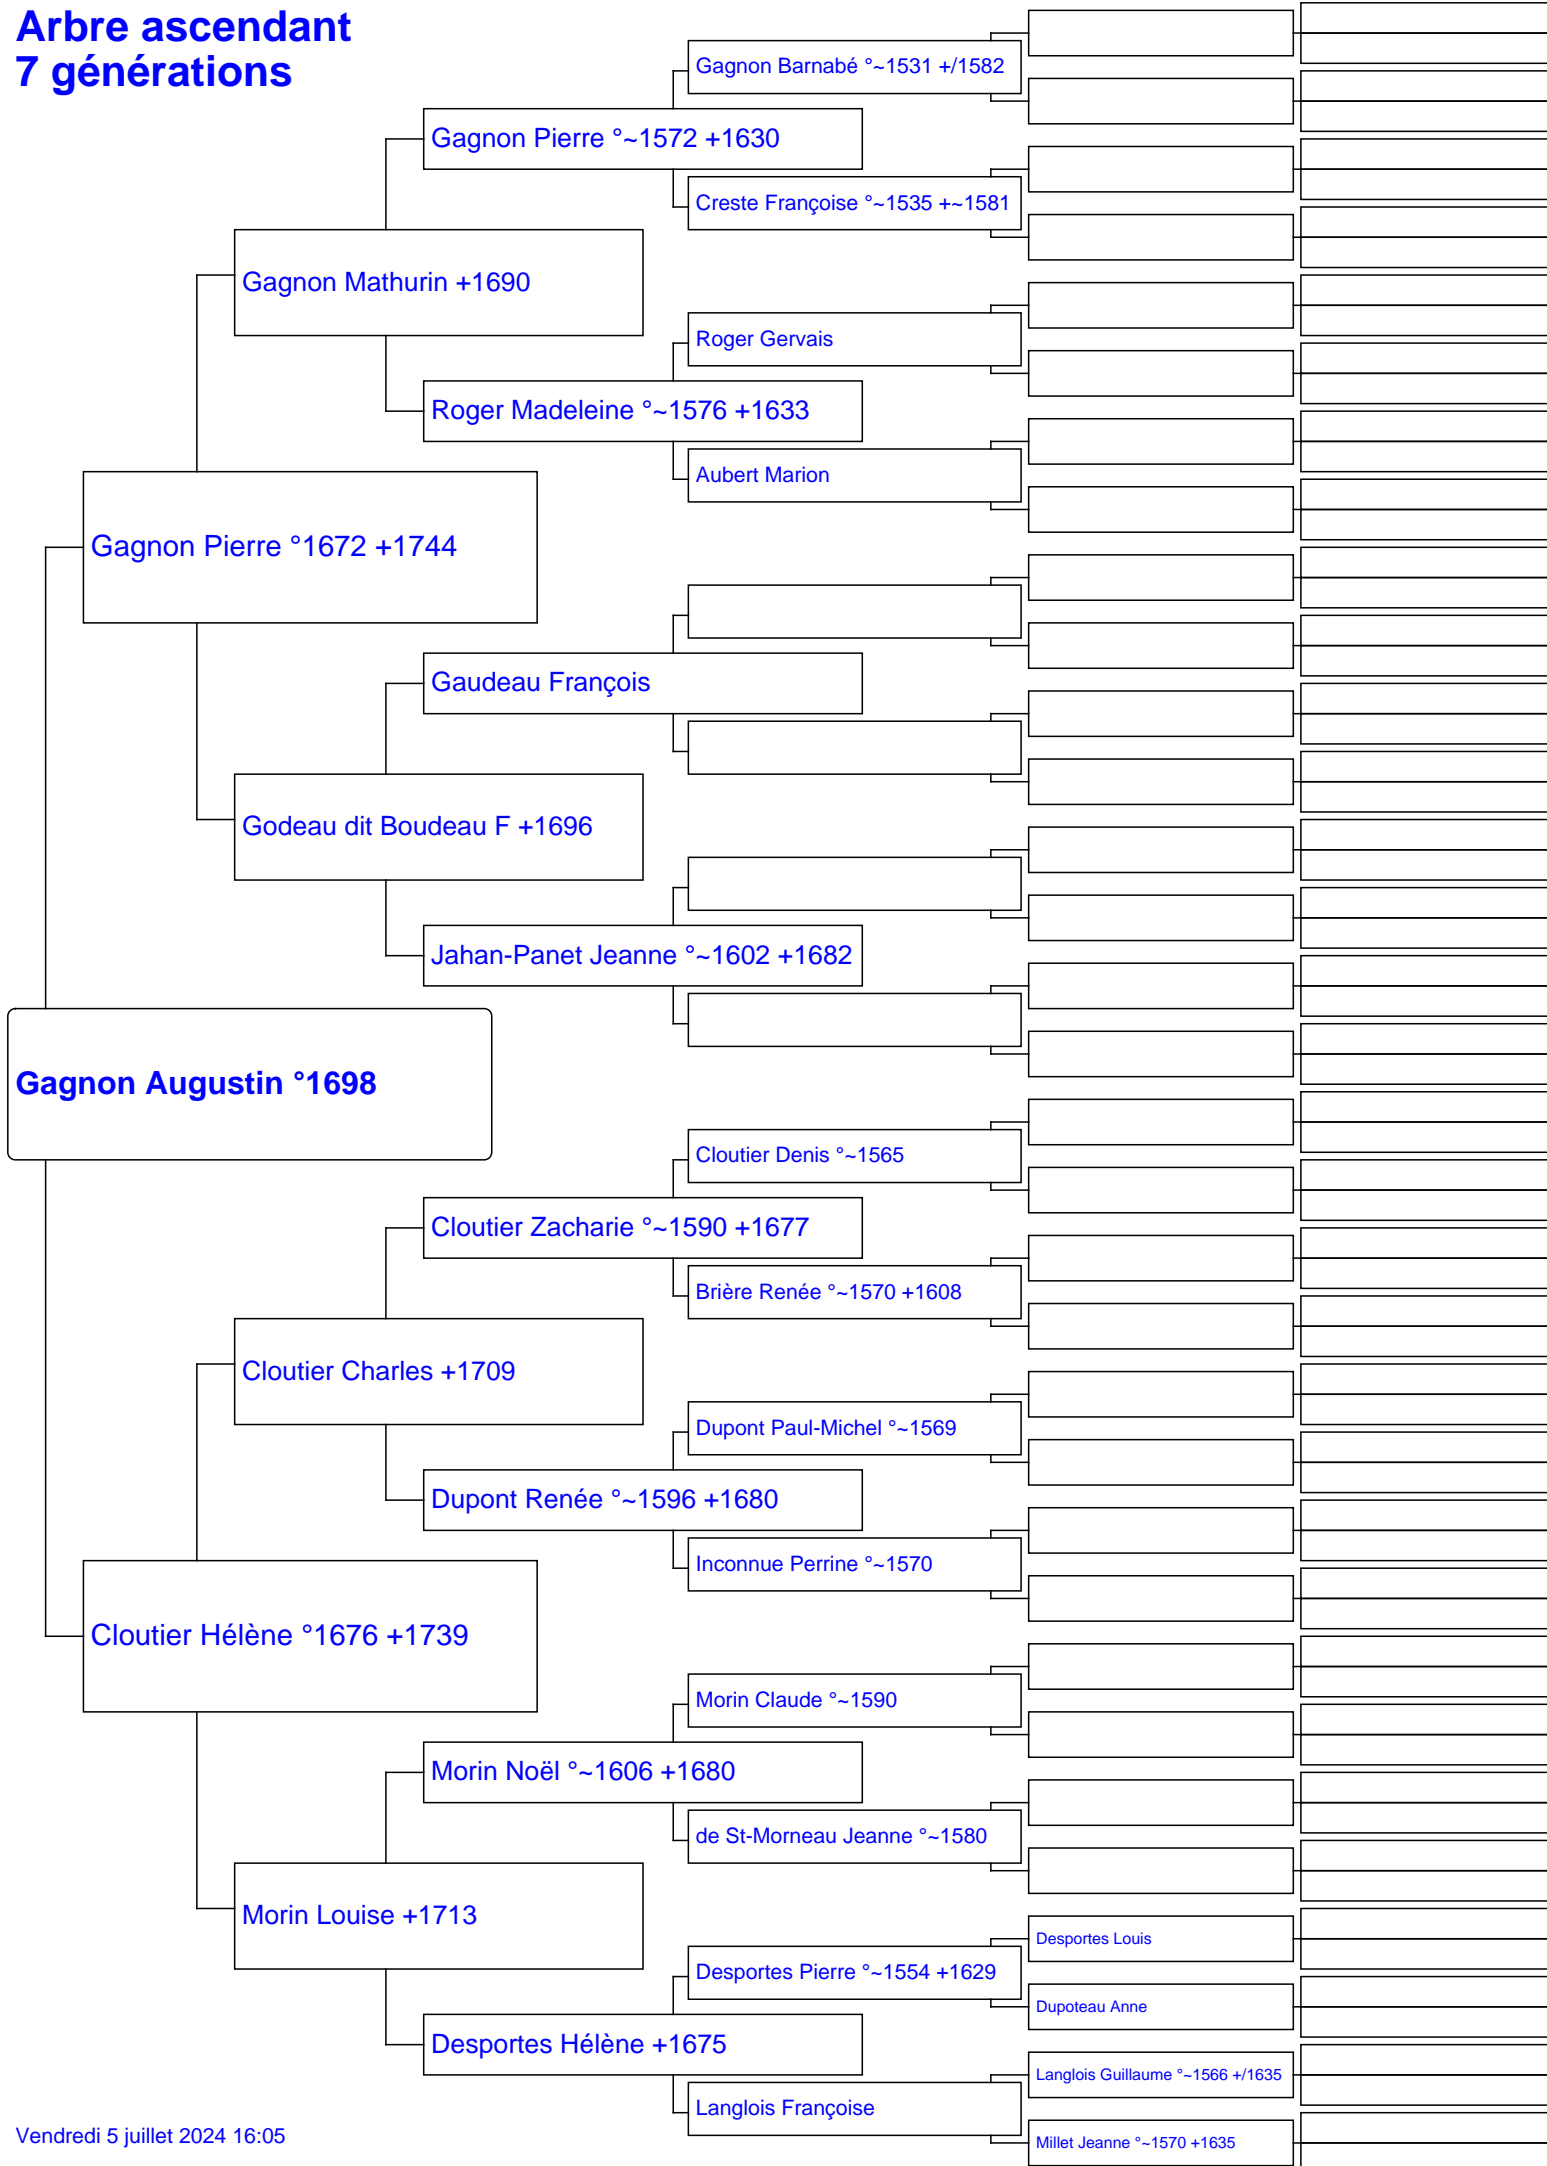 Arbre ascendant
7 générations
Gagnon Barnabé °~1531 +/1582
Gagnon Pierre °~1572 +1630
Creste Françoise °~1535 +~1581
Gagnon Mathurin +1690
Roger Gervais
Roger Madeleine °~1576 +1633
Aubert Marion
Gagnon Pierre °1672 +1744
Gaudeau François
Godeau dit Boudeau F +1696
Jahan-Panet Jeanne °~1602 +1682
Gagnon Augustin °1698
Cloutier Denis °~1565
Cloutier Zacharie °~1590 +1677
Brière Renée °~1570 +1608
Cloutier Charles +1709
Dupont Paul-Michel °~1569
Dupont Renée °~1596 +1680
Inconnue Perrine °~1570
Cloutier Hélène °1676 +1739
Morin Claude °~1590
Morin Noël °~1606 +1680
de St-Morneau Jeanne °~1580
Morin Louise +1713
Desportes Louis
Desportes Pierre °~1554 +1629
Dupoteau Anne
Desportes Hélène +1675
Langlois Guillaume °~1566 +/1635
Langlois Françoise
Millet Jeanne °~1570 +1635
Vendredi 5 juillet 2024 16:05